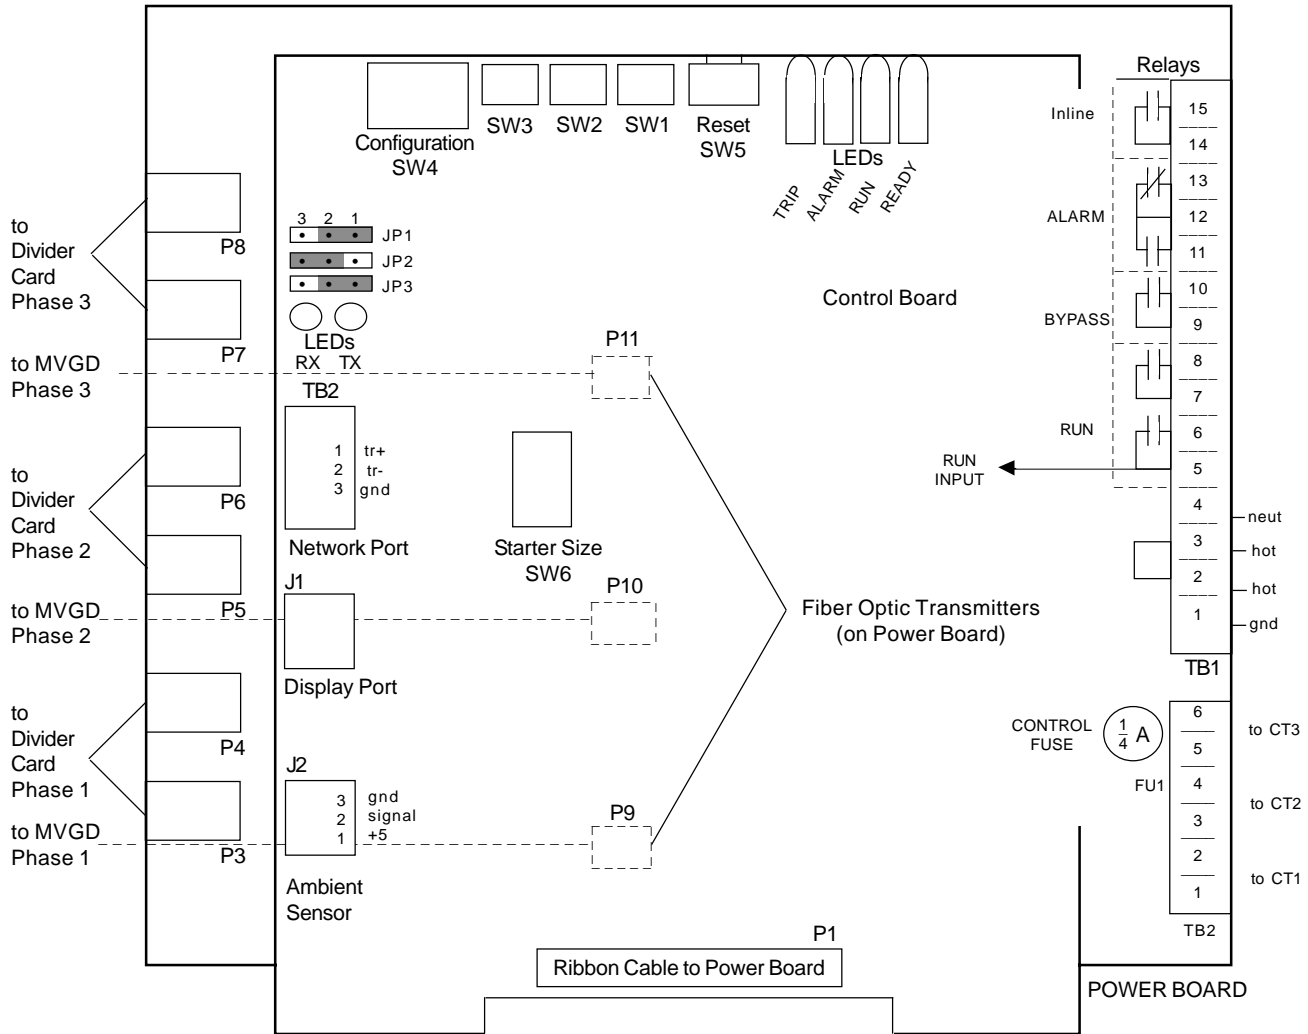 Relays
Inline
15
14
13
ALARM
12
11
10
BYPASS
9
8
7
RUN
6
5
RUN
INPUT
4
3
2
1
neut
hot
hot
gnd
TB1
Configuration
SW4
SW3
SW2
SW1
Reset
SW5
LEDs
TRIP
ALARM
RUN
READY
to
Divider
Card
Phase 3
P8
P7
3 2 1
JP1
JP2
JP3
LEDs
RX TX
Control Board
to MVGD
Phase 3
P11
TB2
1 tr+
2 tr-
3 gnd
Network Port
Starter Size
SW6
to
Divider
Card
Phase 2
P6
P5
J1
P10
to MVGD
Phase 2
Display Port
Fiber Optic Transmitters
(on Power Board)
to
Divider
Card
Phase 1
P4
P3
J2
3 gnd
2 signal
1 +5
P9
to MVGD
Phase 1
Ambient
Sensor
CONTROL
FUSE
1/4 A
FU1
6
5
4
3
2
1
to CT3
to CT2
to CT1
TB2
P1
Ribbon Cable to Power Board
POWER BOARD